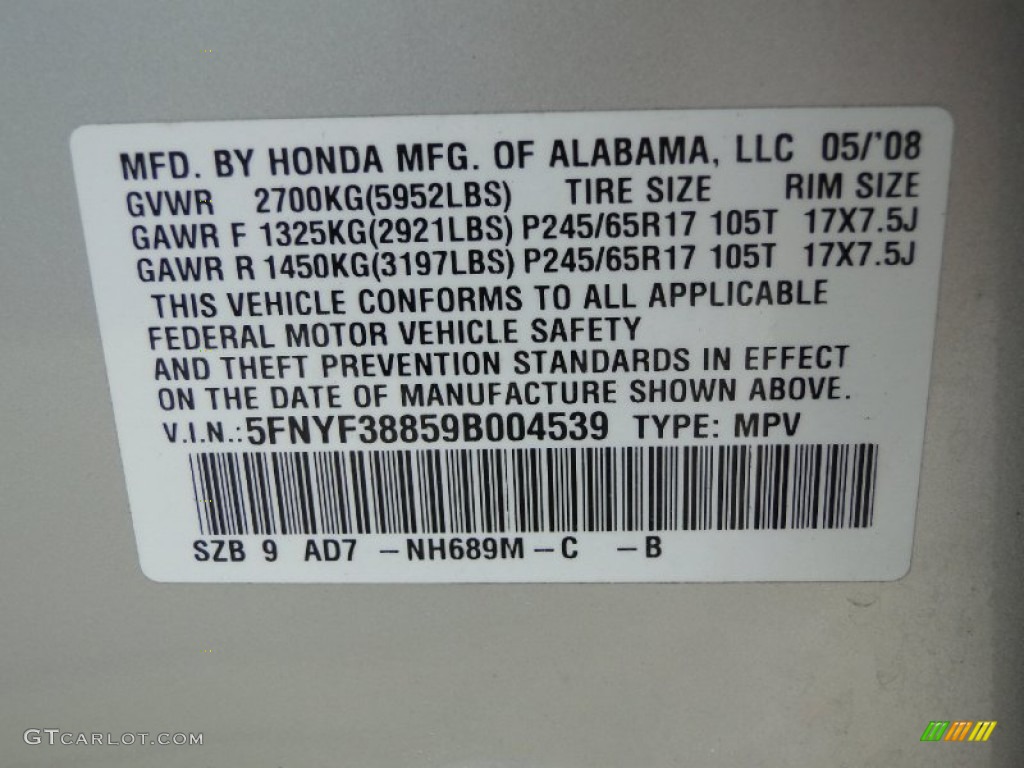 MFD. BY HONDA MFG. OF ALABAMA, LLC 05/'08
GVWR 2700KG(5952LBS) TIRE SIZE RIM SIZE
GAWR F 1325KG(2921LBS) P245/65R17 105T 17X7.5J
GAWR R 1450KG(3197LBS) P245/65R17 105T 17X7.5J
THIS VEHICLE CONFORMS TO ALL APPLICABLE
FEDERAL MOTOR VEHICLE SAFETY
AND THEFT PREVENTION STANDARDS IN EFFECT
ON THE DATE OF MANUFACTURE SHOWN ABOVE.
V.I.N.:5FNYF38859B004539 TYPE: MPV
SZB 9 AD7 –NH689M–C –B
GTCARLOT.COM